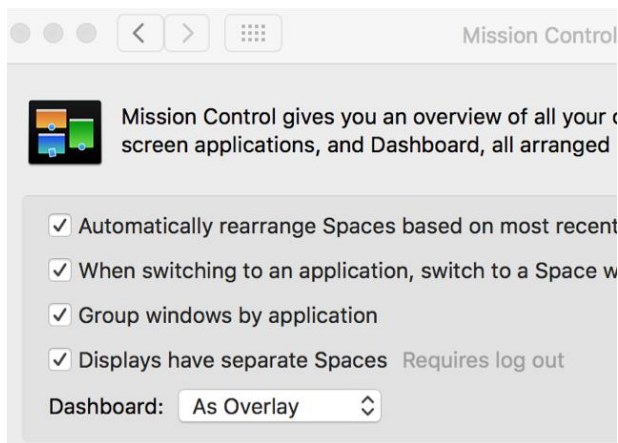 Mission Control
Mission Control gives you an overview of all your
screen applications, and Dashboard, all arranged
Automatically rearrange Spaces based on most recent
When switching to an application, switch to a Space
Group windows by application
Displays have separate Spaces Requires log out
Dashboard: As Overlay